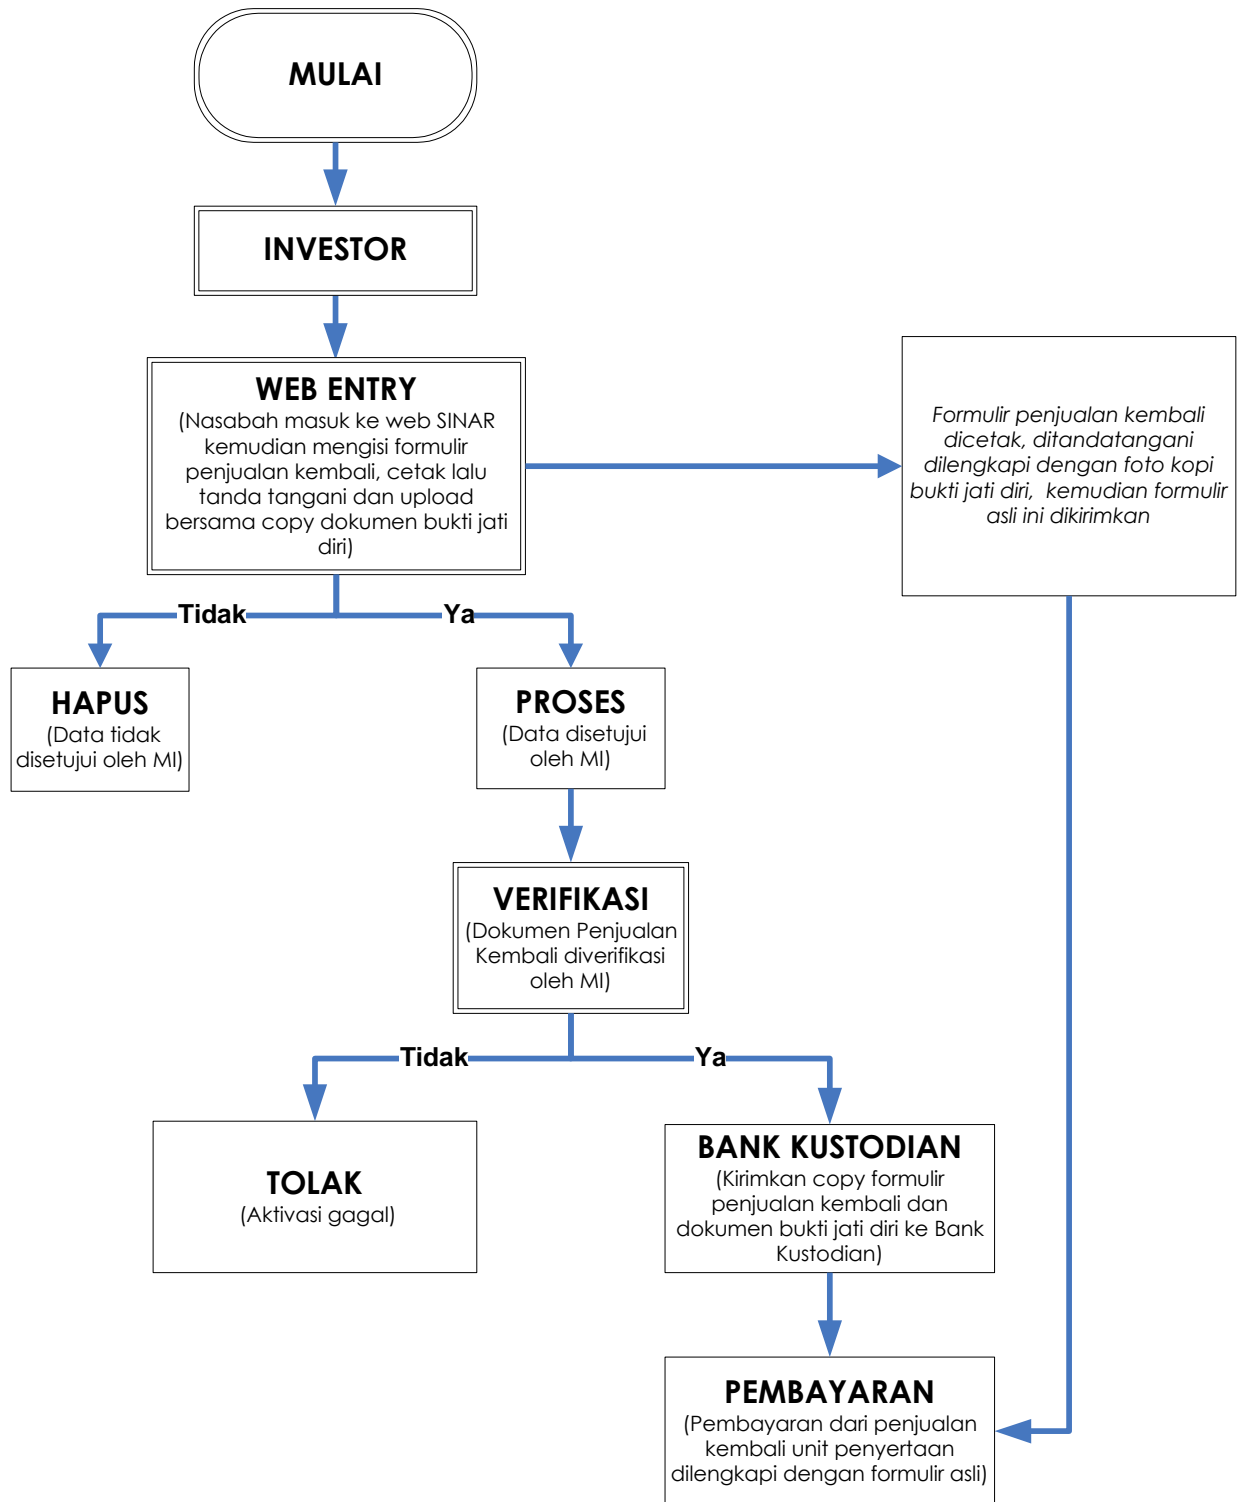 MULAI
INVESTOR
WEB ENTRY
(Nasabah masuk ke web SINAR
kemudian mengisi formulir
penjualan kembali, cetak lalu
tanda tangani dan upload
bersama copy dokumen bukti jati
diri)
Formulir penjualan kembali
dicetak, ditandatangani
dilengkapi dengan foto kopi
bukti jati diri, kemudian formulir
asli ini dikirimkan
Tidak
Ya
HAPUS
(Data tidak
disetujui oleh MI)
PROSES
(Data disetujui
oleh MI)
VERIFIKASI
(Dokumen Penjualan
Kembali diverifikasi
oleh MI)
Tidak
Ya
TOLAK
(Aktivasi gagal)
BANK KUSTODIAN
(Kirimkan copy formulir
penjualan kembali dan
dokumen bukti jati diri ke Bank
Kustodian)
PEMBAYARAN
(Pembayaran dari penjualan
kembali unit penyertaan
dilengkapi dengan formulir asli)